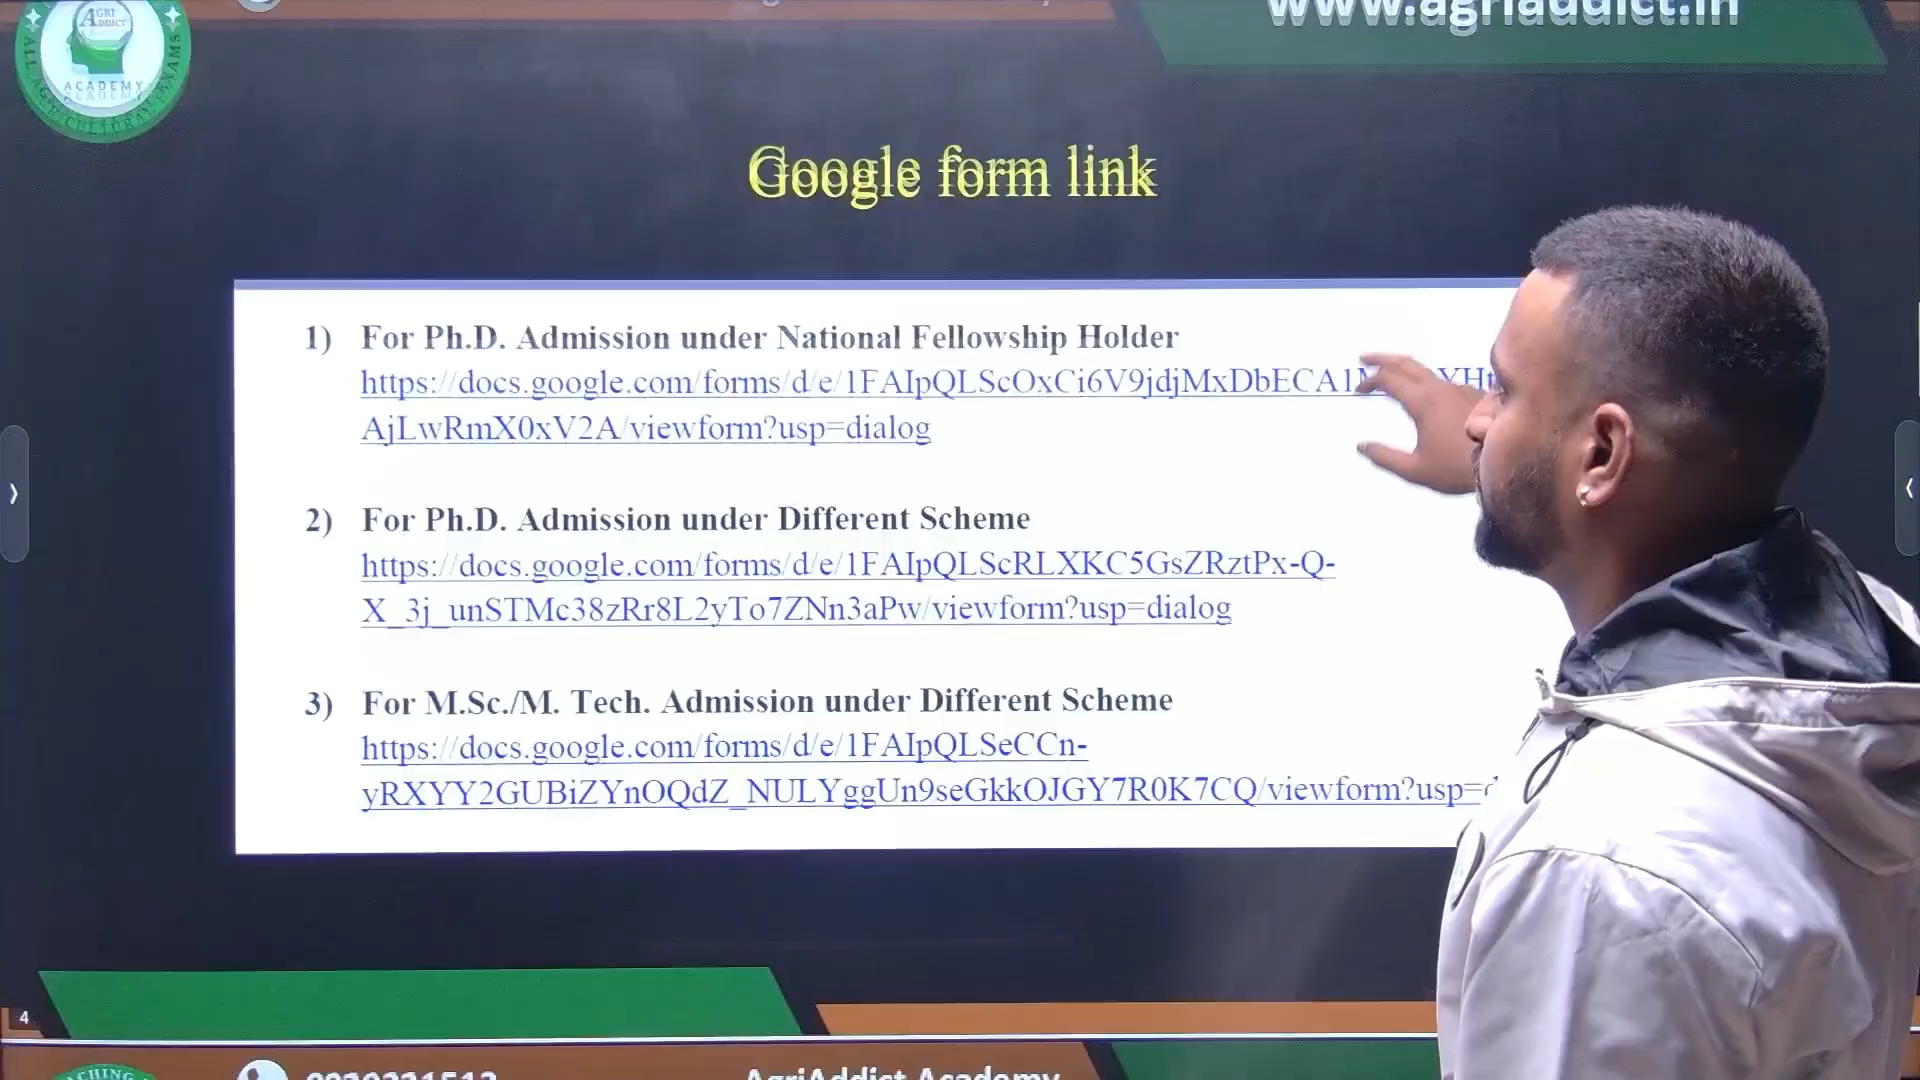 AGRI
ADDICT
ACADEMY
www.agriaddict.in
Google form link
1) For Ph.D. Admission under National Fellowship Holder
https://docs.google.com/forms/d/e/1FAIpQLScOxCi6V9jdjMxDbECA1
AjLwRmX0xV2A/viewform?usp=dialog
2) For Ph.D. Admission under Different Scheme
https://docs.google.com/forms/d/e/1FAIpQLScRLXKC5GsZRztPx-Q-
X_3j_unSTMc38zRr8L2yTo7ZNn3aPw/viewform?usp=dialog
3) For M.Sc./M. Tech. Admission under Different Scheme
https://docs.google.com/forms/d/e/1FAIpQLSeCCn-
yRXYY2GUBiZYnOQdZ_NULYggUn9seGkkOJGY7R0K7CQ/viewform?usp=
4
AgriAddict Academy